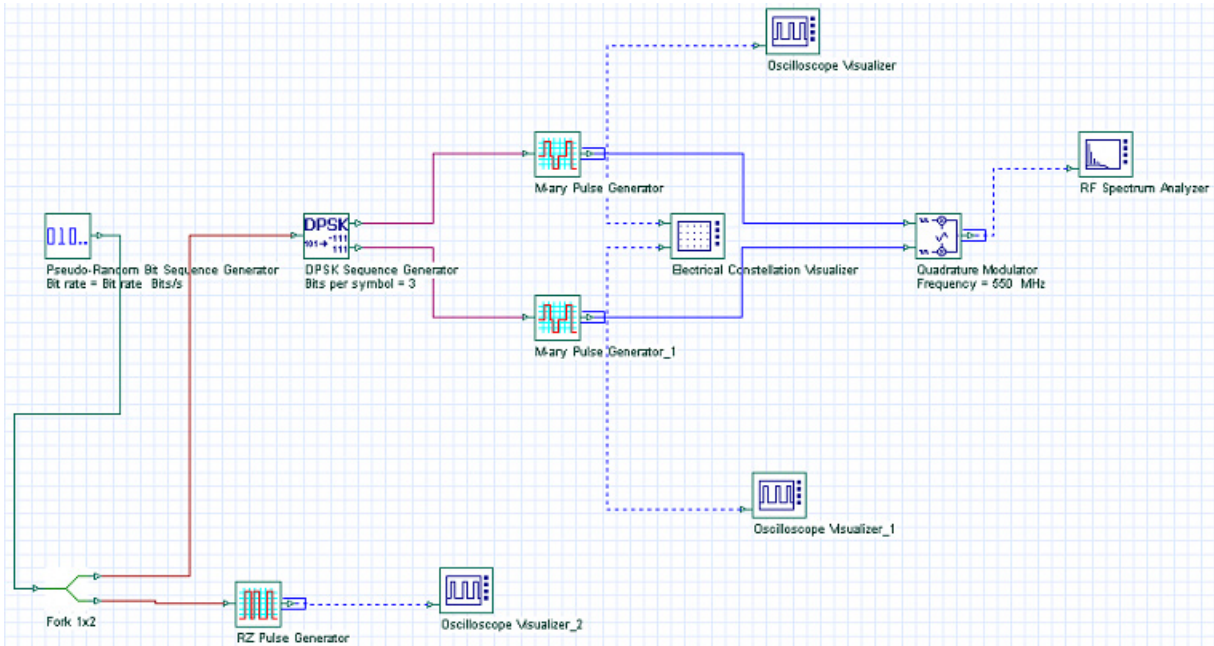 Oscilloscope Visualizer
M-ary Pulse Generator
RF Spectrum Analyzer
010..
DPSK
101→ -111
111
Pseudo-Random Bit Sequence Generator
Bit rate = Bit rate Bits/s
DPSK Sequence Generator
Bits per symbol = 3
Electrical Constellation Visualizer
Quadrature Modulator
Frequency = 550 MHz
M-ary Pulse Generator_1
Oscilloscope Visualizer_1
Fork 1x2
RZ Pulse Generator
Oscilloscope Visualizer_2